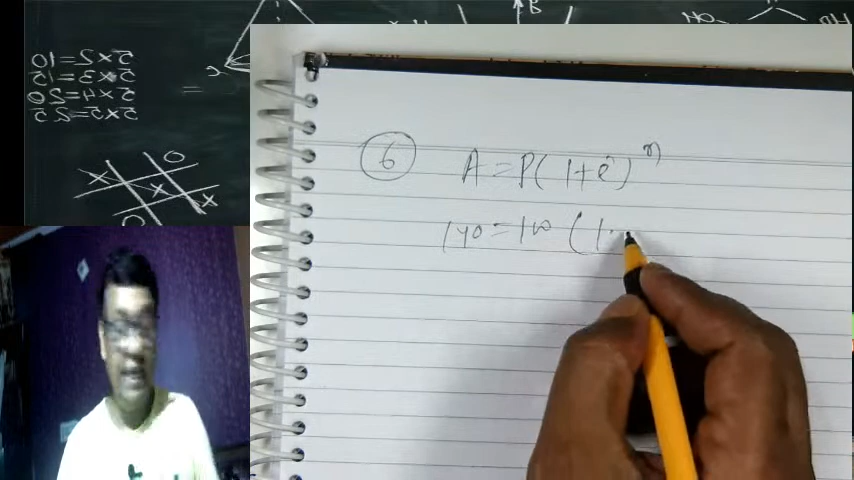 5×2=10
5×3=15
5×4=20
5×5=25
6
A = P(1+i)^n
140 = 100 (1.